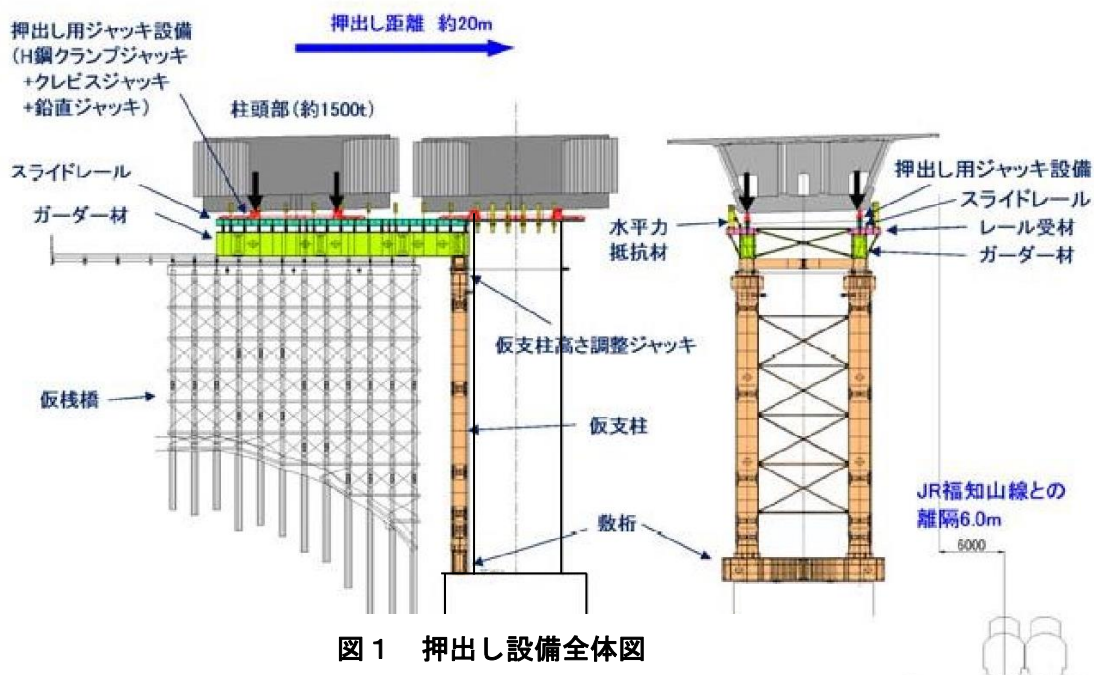 押出し用ジャッキ設備
(H鋼クランプジャッキ
+クレビスジャッキ
+鉛直ジャッキ)
押出し距離 約20m
柱頭部(約1500t)
スライドレール
ガーダー材
仮桟橋
仮支柱高さ調整ジャッキ
仮支柱
敷桁
押出し用ジャッキ設備
スライドレール
レール受材
ガーダー材
水平力
抵抗材
JR福知山線との
離隔6.0m
6000
図1 押出し設備全体図